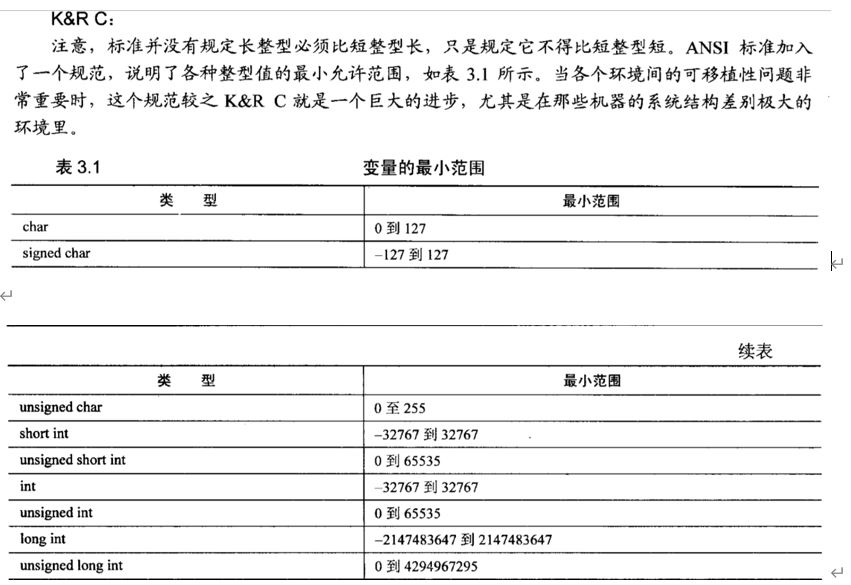 K&R C:
注意，标准并没有规定长整型必须比短整型长，只是规定它不得比短整型短。ANSI 标准加入
了一个规范，说明了各种整型值的最小允许范围，如表 3.1 所示。当各个环境间的可移植性问题非
常重要时，这个规范较之 K&R C 就是一个巨大的进步，尤其是在那些机器的系统结构差别极大的
环境里。
表 3.1 变量的最小范围
类 型 最小范围
char 0 到 127
signed char –127 到 127
续表
类 型 最小范围
unsigned char 0 至 255
short int –32767 到 32767
unsigned short int 0 到 65535
int –32767 到 32767
unsigned int 0 到 65535
long int –2147483647 到 2147483647
unsigned long int 0 到 4294967295